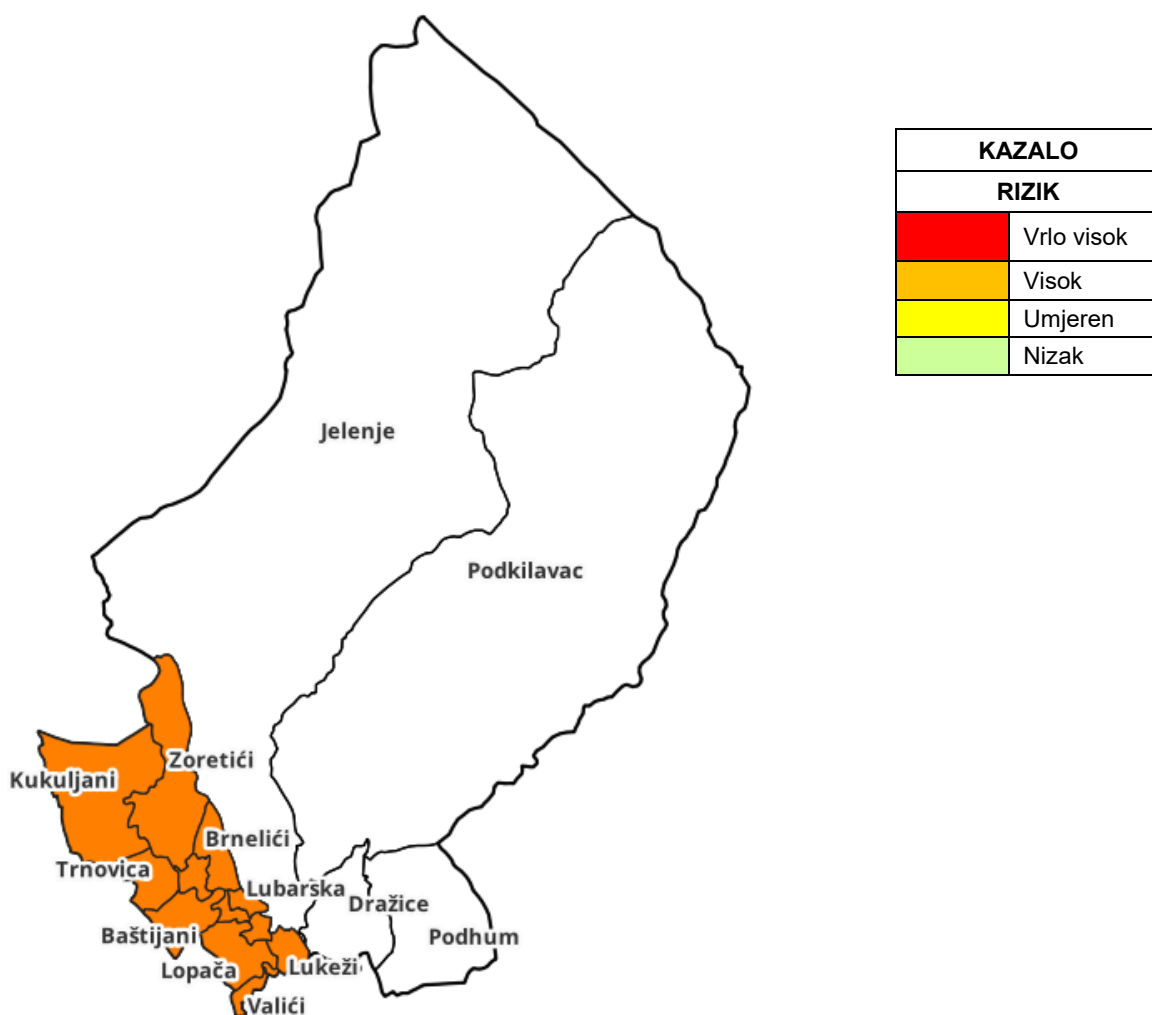 KAZALO
RIZIK
Vrlo visok
Visok
Umjeren
Nizak
Jelenje
Podkilavac
Zoretići
Kukuljani
Brnelići
Trnovica
Lubarška
Dražice
Baštijani
Podhum
Lopača
Lukeži
Valići